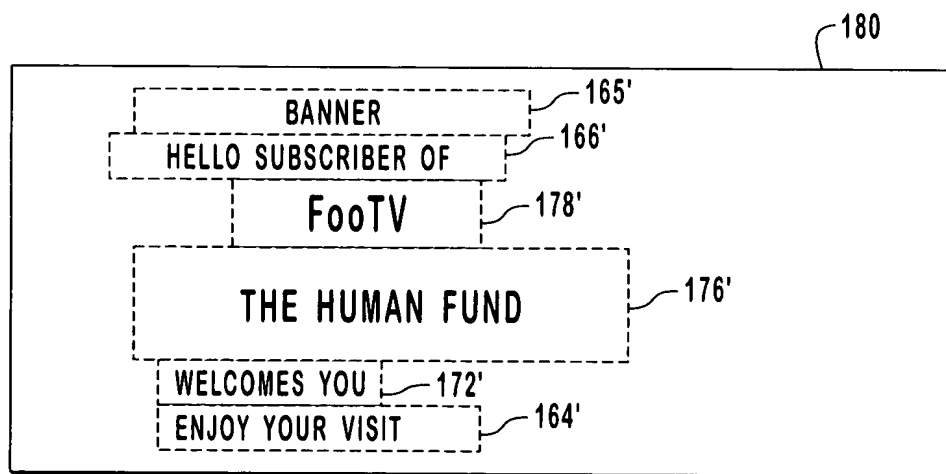 180
BANNER 165'
HELLO SUBSCRIBER OF 166'
FooTV 178'
THE HUMAN FUND 176'
WELCOMES YOU 172'
ENJOY YOUR VISIT 164'